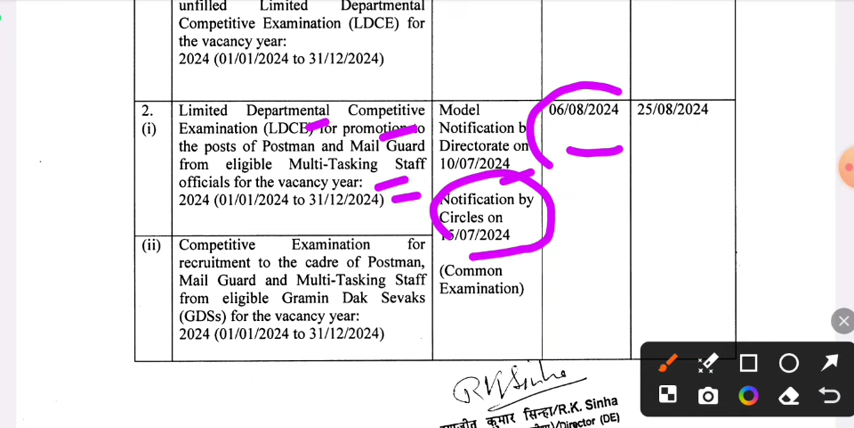 unfilled Limited Departmental
Competitive Examination (LDCE) for
the vacancy year:
2024 (01/01/2024 to 31/12/2024)
2.
(i)
Limited Departmental Competitive
Examination (LDCE) for promotion to
the posts of Postman and Mail Guard
from eligible Multi-Tasking Staff
officials for the vacancy year:
2024 (01/01/2024 to 31/12/2024)
Model
Notification by
Directorate on
10/07/2024
Notification by
Circles on
15/07/2024
(Common
Examination)
06/08/2024
25/08/2024
(ii)
Competitive Examination for
recruitment to the cadre of Postman,
Mail Guard and Multi-Tasking Staff
from eligible Gramin Dak Sevaks
(GDSs) for the vacancy year:
2024 (01/01/2024 to 31/12/2024)
RKSinha
कुमार सिन्हा/R.K. Sinha
/Director (DE)